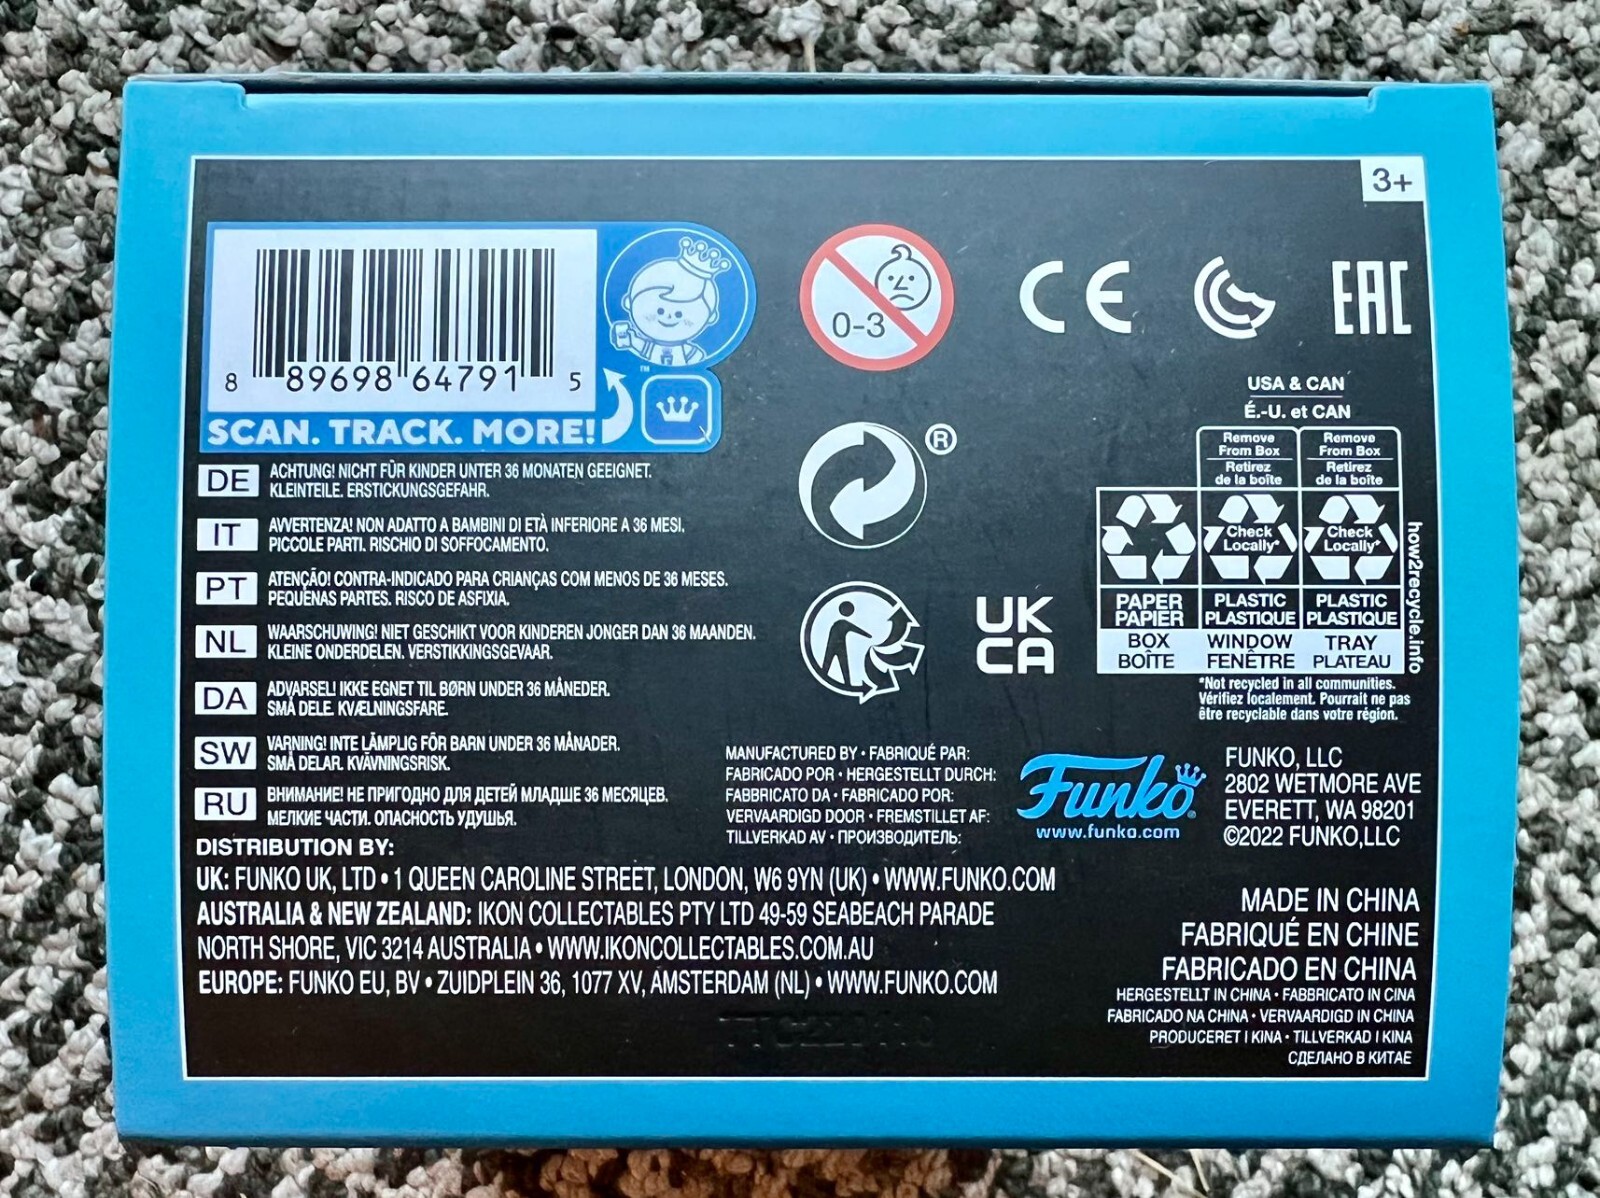 3+
8 89698 64791 5
™
SCAN. TRACK. MORE!
0-3
CE
EAC
®
DE ACHTUNG! NICHT FÜR KINDER UNTER 36 MONATEN GEEIGNET.
KLEINTEILE. ERSTICKUNGSGEFAHR.
IT AVVERTENZA! NON ADATTO A BAMBINI DI ETÀ INFERIORE A 36 MESI.
PICCOLE PARTI. RISCHIO DI SOFFOCAMENTO.
PT ATENÇÃO! CONTRA-INDICADO PARA CRIANÇAS COM MENOS DE 36 MESES.
PEQUENAS PARTES. RISCO DE ASFIXIA.
NL WAARSCHUWING! NIET GESCHIKT VOOR KINDEREN JONGER DAN 36 MAANDEN.
KLEINE ONDERDELEN. VERSTIKKINGSGEVAAR.
DA ADVARSEL! IKKE EGNET TIL BØRN UNDER 36 MÅNEDER.
SMÅ DELE. KVÆLNINGSFARE.
SW VARNING! INTE LÄMPLIG FÖR BARN UNDER 36 MÅNADER.
SMÅ DELAR. KVÄVNINGSRISK.
RU ВНИМАНИЕ! НЕ ПРИГОДНО ДЛЯ ДЕТЕЙ МЛАДШЕ 36 МЕСЯЦЕВ.
МЕЛКИЕ ЧАСТИ. ОПАСНОСТЬ УДУШЬЯ.
USA & CAN
É.-U. et CAN
Remove From Box Retirez de la boîte
Remove From Box Retirez de la boîte
Check Locally*
Check Locally*
PAPER PAPIER
PLASTIC PLASTIQUE
PLASTIC PLASTIQUE
BOX BOÎTE
WINDOW FENÊTRE
TRAY PLATEAU
how2recycle.info
*Not recycled in all communities.
Vérifiez localement. Pourrait ne pas
être recyclable dans votre région.
UK
CA
MANUFACTURED BY • FABRIQUÉ PAR:
FABRICADO POR • HERGESTELLT DURCH:
FABBRICATO DA • FABRICADO POR:
VERVAARDIGD DOOR • FREMSTILLET AF:
TILLVERKAD AV • ПРОИЗВОДИТЕЛЬ:
Funko
www.funko.com
FUNKO, LLC
2802 WETMORE AVE
EVERETT, WA 98201
©2022 FUNKO,LLC
DISTRIBUTION BY:
UK: FUNKO UK, LTD • 1 QUEEN CAROLINE STREET, LONDON, W6 9YN (UK) • WWW.FUNKO.COM
AUSTRALIA & NEW ZEALAND: IKON COLLECTABLES PTY LTD 49-59 SEABEACH PARADE
NORTH SHORE, VIC 3214 AUSTRALIA • WWW.IKONCOLLECTABLES.COM.AU
EUROPE: FUNKO EU, BV • ZUIDPLEIN 36, 1077 XV, AMSTERDAM (NL) • WWW.FUNKO.COM
MADE IN CHINA
FABRIQUÉ EN CHINE
FABRICADO EN CHINA
HERGESTELLT IN CHINA • FABBRICATO IN CINA
FABRICADO NA CHINA • VERVAARDIGD IN CHINA
PRODUCERET I KINA • TILLVERKAD I KINA
СДЕЛАНО В КИТАЕ